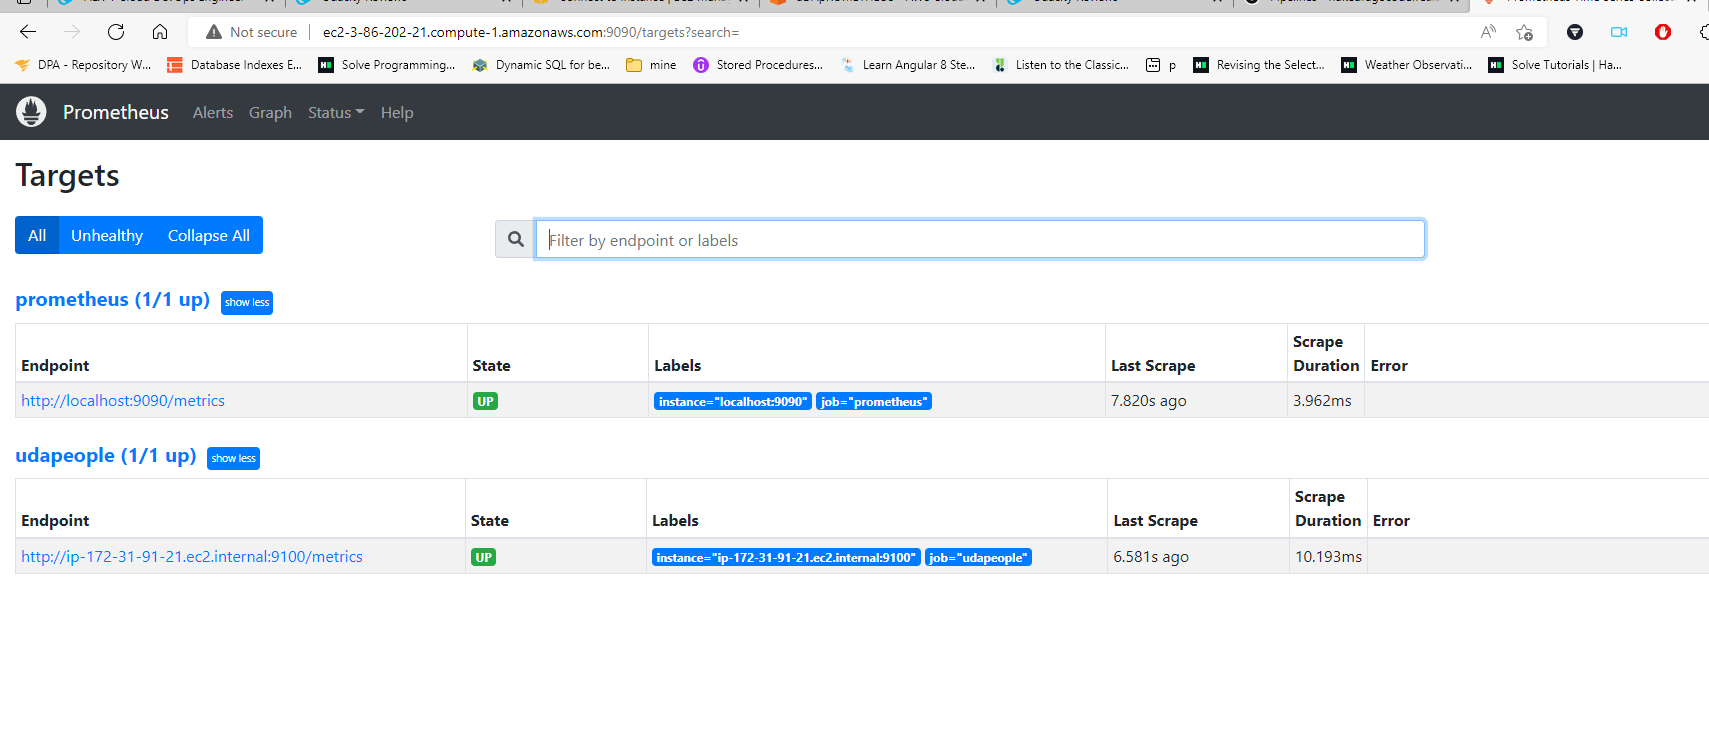 Not secure ec2-3-86-202-21.compute-1.amazonaws.com:9090/targets?search=
DPA - Repository W... Database Indexes E... Solve Programming... Dynamic SQL for be... mine Stored Procedures... Learn Angular 8 Ste... Listen to the Classic... p Revising the Select... Weather Observati... Solve Tutorials | Ha...
Prometheus Alerts Graph Status Help
Targets
All Unhealthy Collapse All Filter by endpoint or labels
prometheus (1/1 up) show less
Endpoint State Labels Last Scrape Scrape Duration Error
http://localhost:9090/metrics UP instance="localhost:9090" job="prometheus" 7.820s ago 3.962ms
udapeople (1/1 up) show less
Endpoint State Labels Last Scrape Scrape Duration Error
http://ip-172-31-91-21.ec2.internal:9100/metrics UP instance="ip-172-31-91-21.ec2.internal:9100" job="udapeople" 6.581s ago 10.193ms